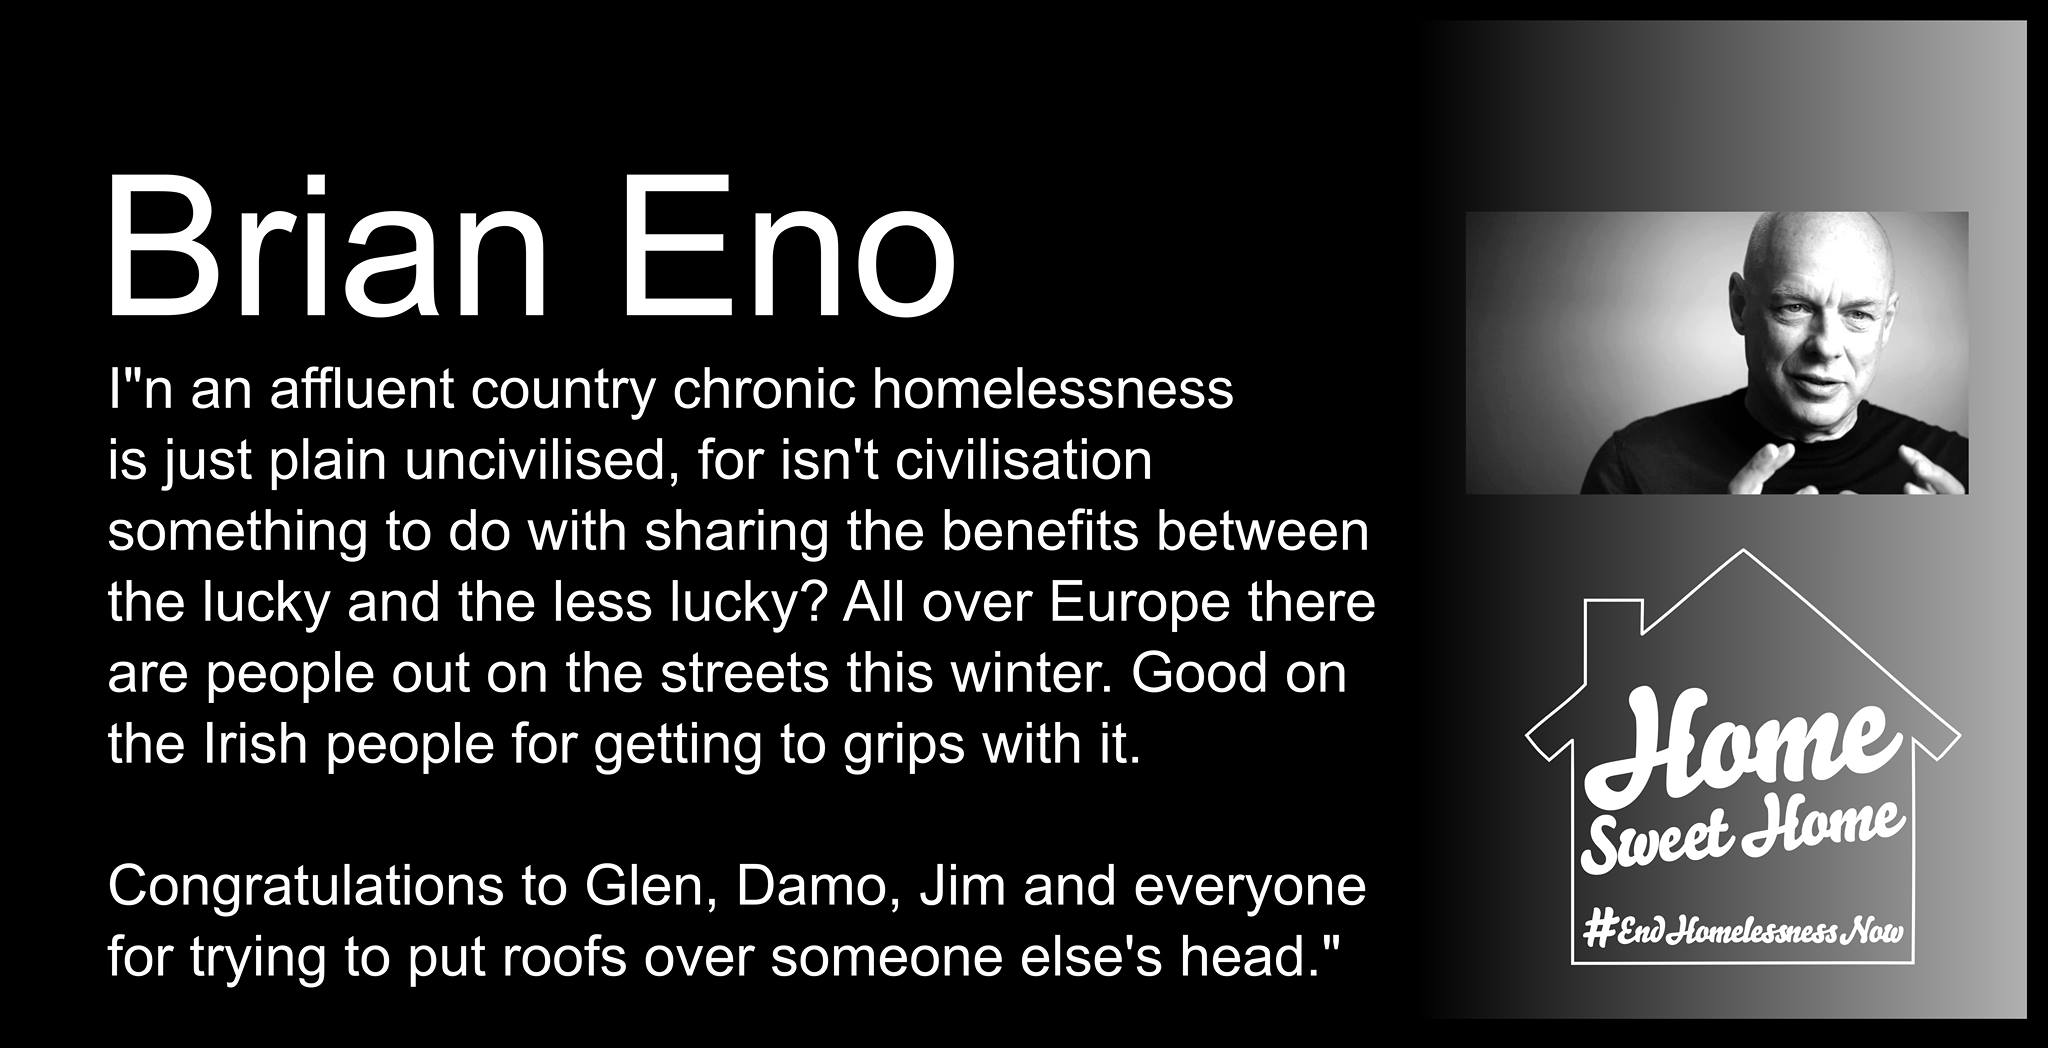 Brian Eno
I"n an affluent country chronic homelessness
is just plain uncivilised, for isn't civilisation
something to do with sharing the benefits between
the lucky and the less lucky? All over Europe there
are people out on the streets this winter. Good on
the Irish people for getting to grips with it.
Congratulations to Glen, Damo, Jim and everyone
for trying to put roofs over someone else's head."
Home
Sweet Home
#End Homelessness Now